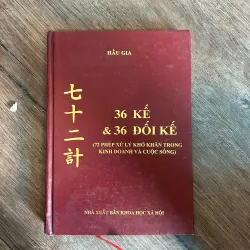 HẦU GIA
七十二計
36 KẾ
& 36 ĐỐI KẾ
(72 PHÉP XỬ LÝ KHÓ KHĂN TRONG
KINH DOANH VÀ CUỘC SỐNG)
NHÀ XUẤT BẢN KHOA HỌC XÃ HỘI